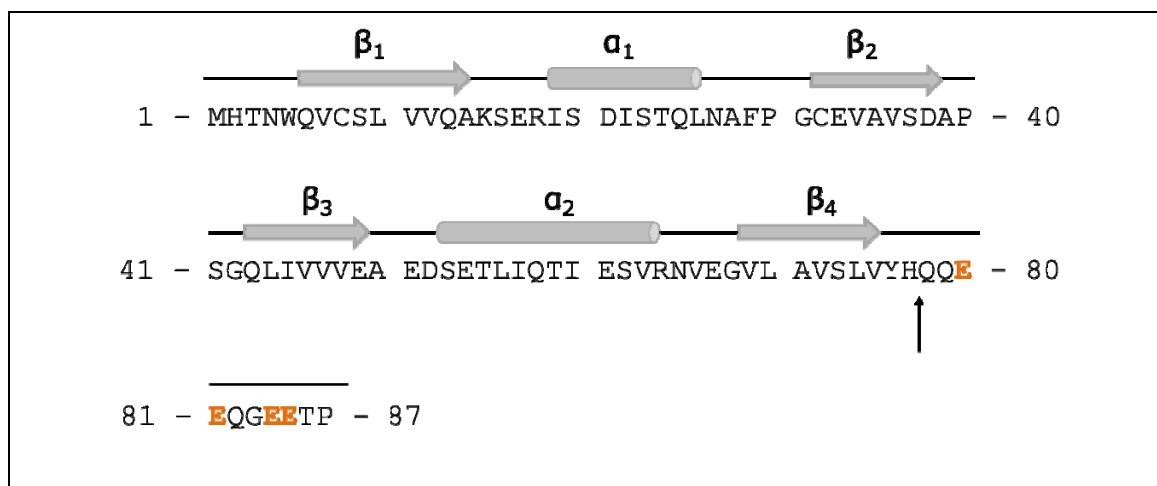 β₁ α₁ β₂
1 – MHTNWQVCSL VVQAKSERIS DISTQLNAFP GCEVAVSDAP – 40
β₃ α₂ β₄
41 – SGQLIVVVEA EDSETLIQTI ESVRNVEGVL AVSLVYHQQE – 80
81 – EQGEETP – 87